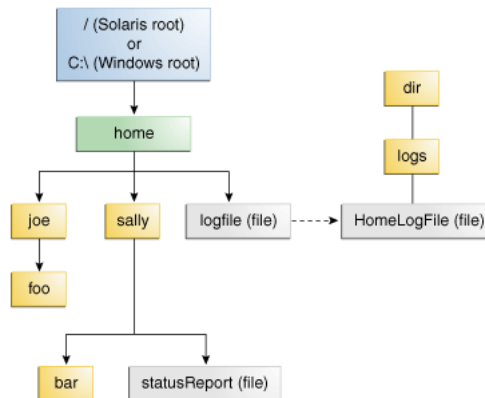 / (Solaris root)
or
C:\ (Windows root)
dir
home
logs
joe
sally
logfile (file)
HomeLogFile (file)
foo
bar
statusReport (file)